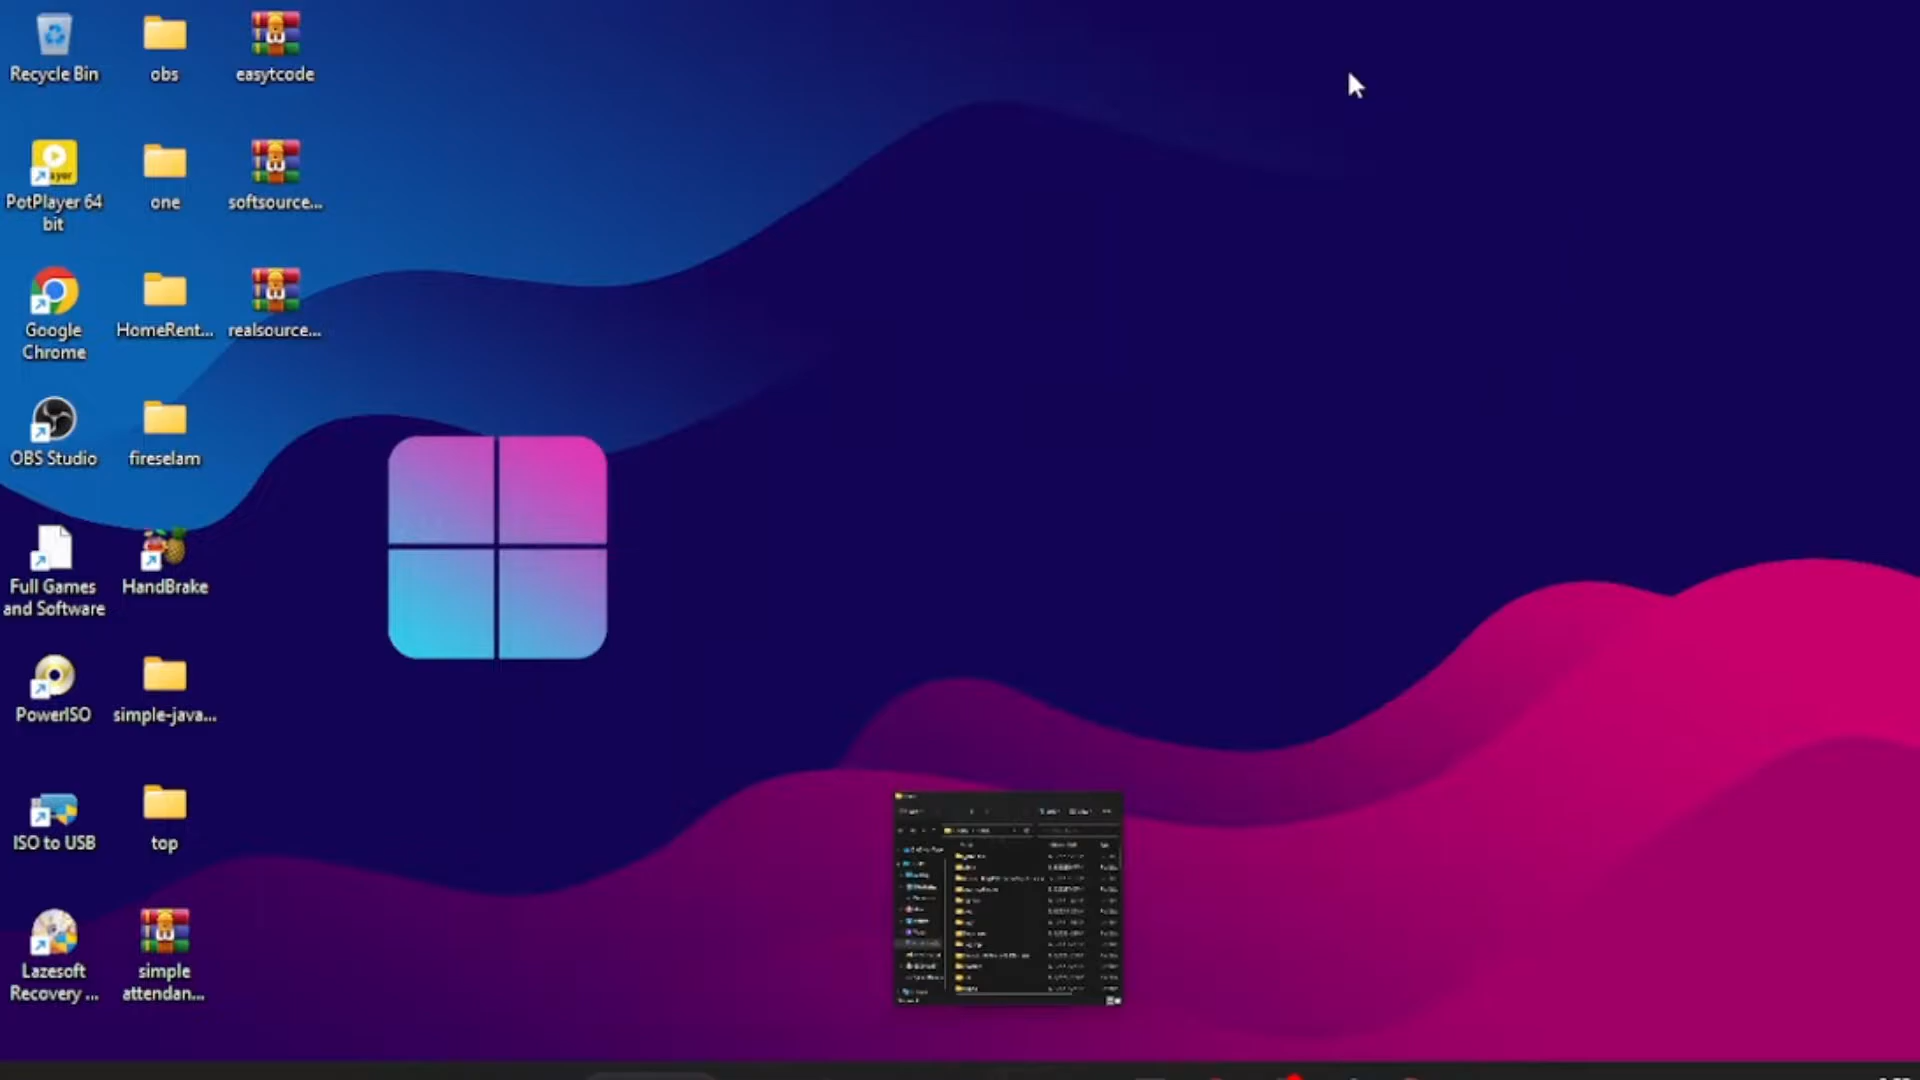 Recycle Bin
obs
easytcode
PotPlayer 64
bit
one
softsource...
Google
Chrome
HomeRent...
realsource...
OBS Studio
fireselam
Full Games
and Software
HandBrake
PowerISO
simple-java...
ISO to USB
top
Lazesoft
Recovery ...
simple
attendan...